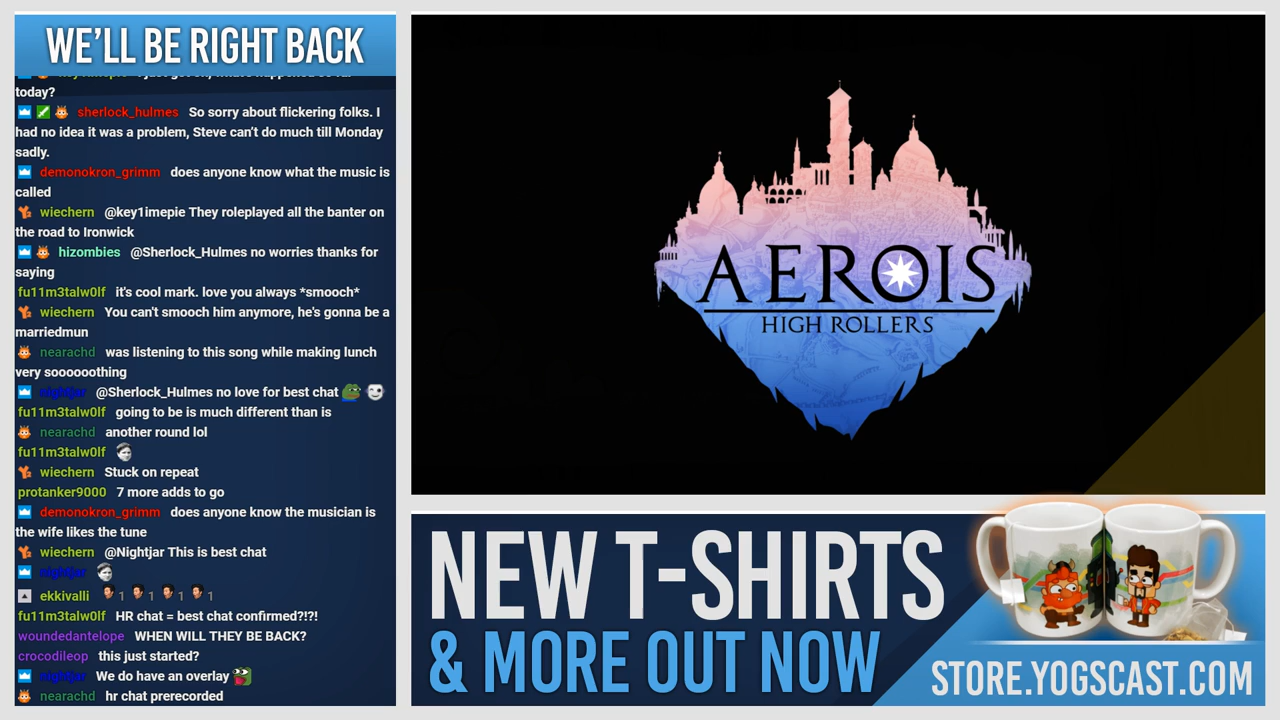 WE'LL BE RIGHT BACK
today?
sherlock_hulmes So sorry about flickering folks. I
had no idea it was a problem, Steve can't do much till Monday
sadly.
demonokron_grimm does anyone know what the music is
called
wiechern @key1imepie They roleplayed all the banter on
the road to Ironwick
hizombies @Sherlock_Hulmes no worries thanks for
saying
fu11m3talw0lf it's cool mark. love you always *smooch*
wiechern You can't smooch him anymore, he's gonna be a
marriedmun
nearachd was listening to this song while making lunch
very soooooothing
nightjar @Sherlock_Hulmes no love for best chat
fu11m3talw0lf going to be is much different than is
nearachd another round lol
fu11m3talw0lf
wiechern Stuck on repeat
protanker9000 7 more adds to go
demonokron_grimm does anyone know the musician is
the wife likes the tune
wiechern @Nightjar This is best chat
nightjar
ekkivalli 1 1 1 1
fu11m3talw0lf HR chat = best chat confirmed?!?!
woundedantelope WHEN WILL THEY BE BACK?
crocodileop this just started?
nightjar We do have an overlay
nearachd hr chat prerecorded
AEROIS
HIGH ROLLERS
NEW T-SHIRTS
& MORE OUT NOW
STORE.YOGSCAST.COM